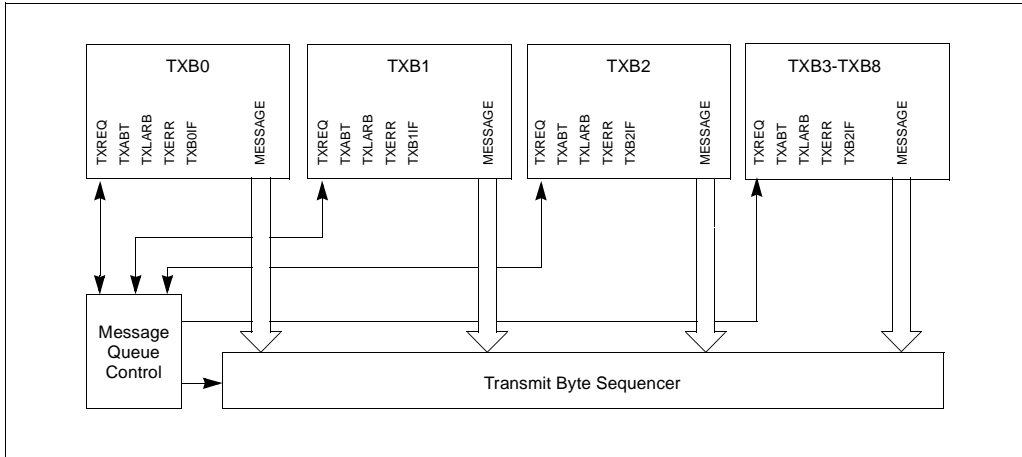 TXB0
TXREQ
TXABT
TXLARB
TXERR
TXB0IF
MESSAGE
TXB1
TXREQ
TXABT
TXLARB
TXERR
TXB1IF
MESSAGE
TXB2
TXREQ
TXABT
TXLARB
TXERR
TXB2IF
MESSAGE
TXB3-TXB8
TXREQ
TXABT
TXLARB
TXERR
TXB2IF
MESSAGE
Message
Queue
Control
Transmit Byte Sequencer